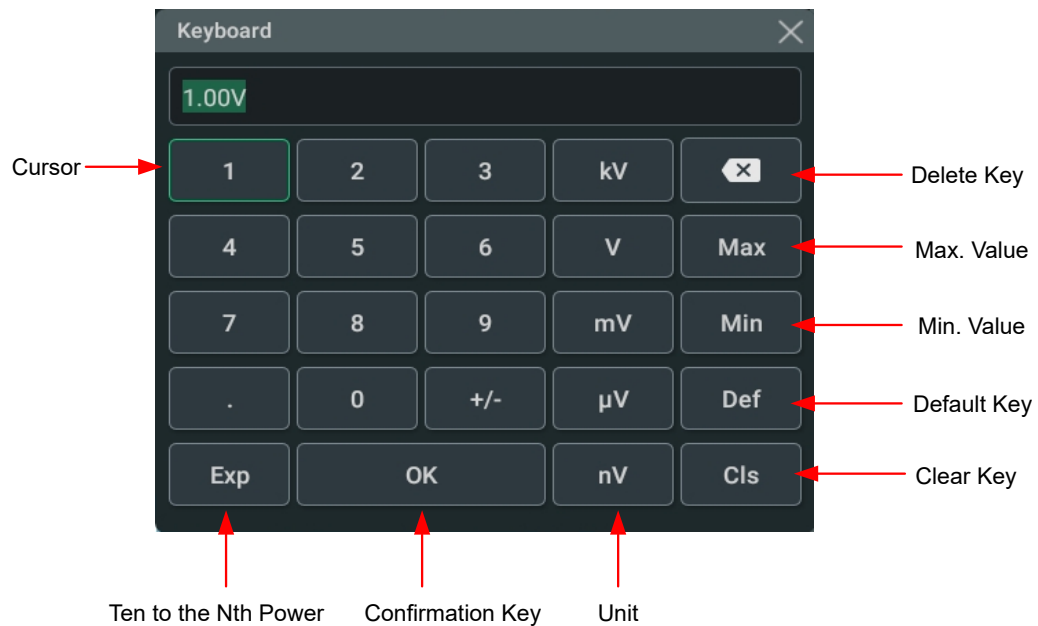 Keyboard
1.00V
Cursor 1 2 3 kV Delete Key
4 5 6 V Max Max. Value
7 8 9 mV Min Min. Value
. 0 +/- µV Def Default Key
Exp OK nV Cls Clear Key
Ten to the Nth Power Confirmation Key Unit